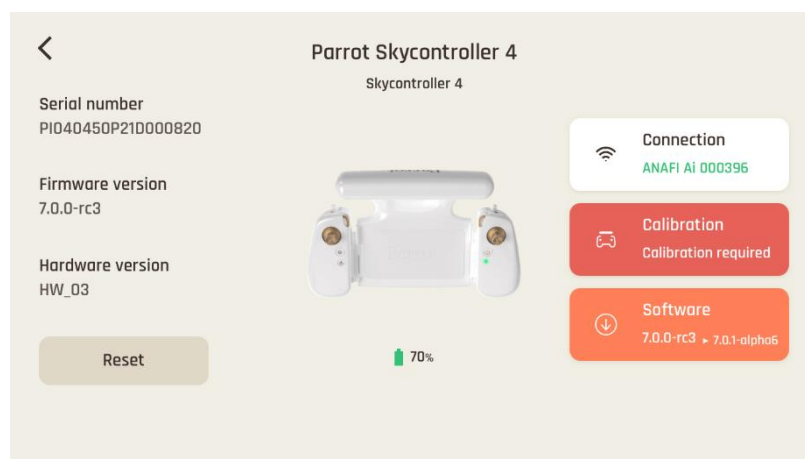 Parrot Skycontroller 4
Skycontroller 4
Serial number
PI040450P21D000820
Firmware version
7.0.0-rc3
Hardware version
HW_03
Reset
70%
Connection
ANAFI Ai 000396
Calibration
Calibration required
Software
7.0.0-rc3 ▸ 7.0.1-alpha6